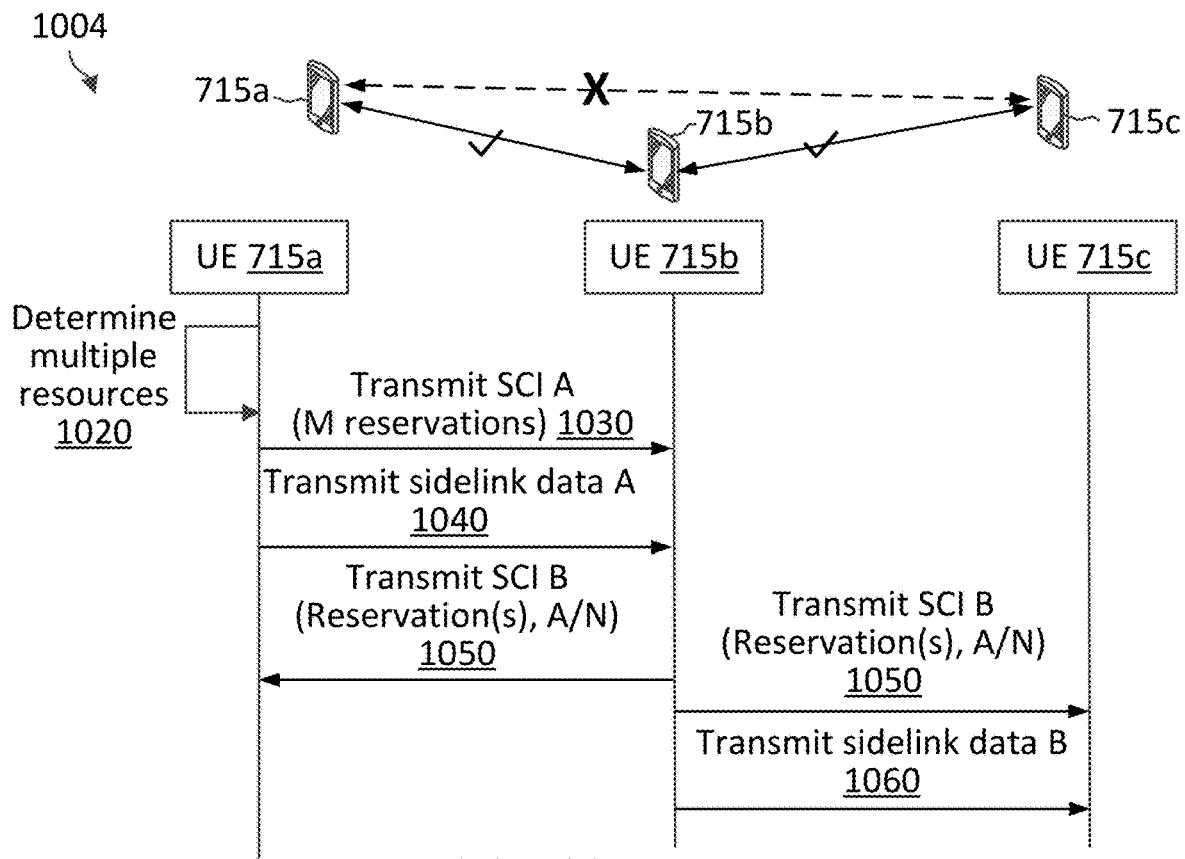 1004
715a
X
715b
715c
UE 715a
UE 715b
UE 715c
Determine
multiple
resources
1020
Transmit SCI A
(M reservations) 1030
Transmit sidelink data A
1040
Transmit SCI B
(Reservation(s), A/N)
1050
Transmit SCI B
(Reservation(s), A/N)
1050
Transmit sidelink data B
1060